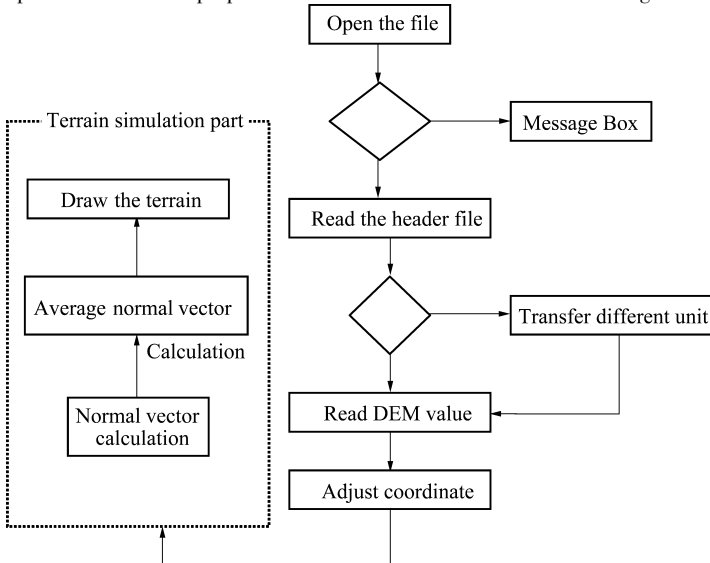 Open the file
Message Box
Read the header file
Transfer different unit
Read DEM value
Adjust coordinate
Terrain simulation part
Draw the terrain
Average normal vector
Calculation
Normal vector
calculation